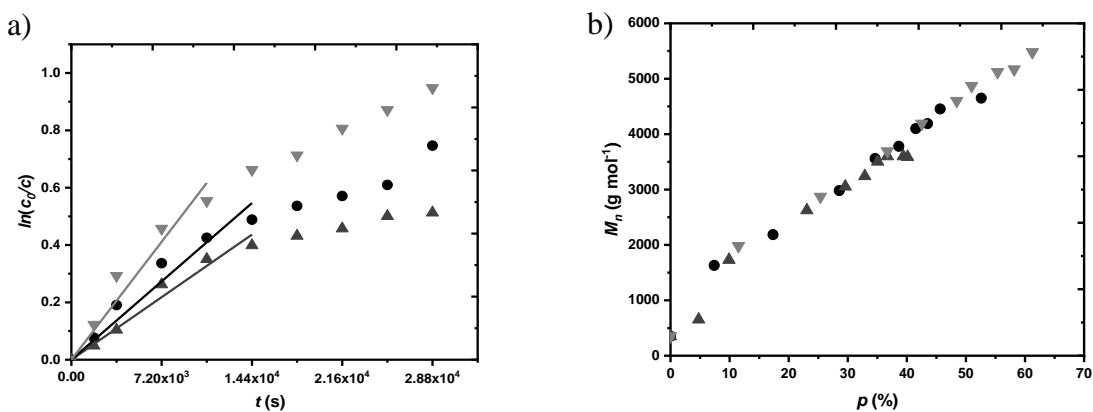 a)
ln(c₀/c)
1.0
0.8
0.6
0.4
0.2
0.0
0.00 7.20x10³ 1.44x10⁴ 2.16x10⁴ 2.88x10⁴
t (s)
b)
Mₙ (g mol⁻¹)
6000
5000
4000
3000
2000
1000
0
0 10 20 30 40 50 60 70
p (%)